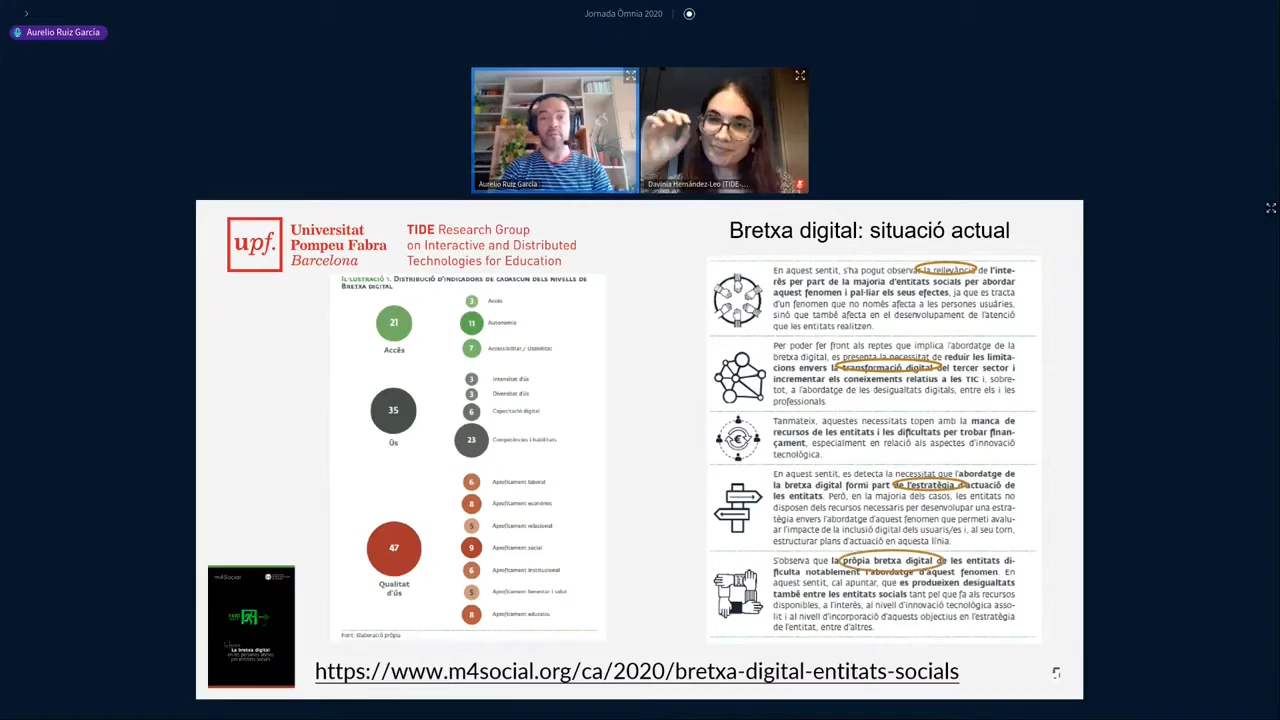 Jornada Òmnia 2020
Aurelio Ruiz García
Aurelio Ruiz García
Davinia Hernández-Leo (TIDE-...
upf.
Universitat
Pompeu Fabra
Barcelona
TIDE Research Group
on Interactive and Distributed
Technologies for Education
Bretxa digital: situació actual
IL·LUSTRACIÓ 1. DISTRIBUCIÓ D'INDICADORS DE CADASCUN DELS NIVELLS DE
BRETXA DIGITAL
21
Accés
3 Accés
11 Autonomia
7 Accessibilitat / Usabilitat
35
Ús
3 Intensitat d'ús
3 Diversitat d'ús
6 Capacitació digital
23 Competències i habilitats
47
Qualitat
d'ús
6 Aprofitament laboral
8 Aprofitament econòmic
5 Aprofitament relacional
9 Aprofitament social
6 Aprofitament institucional
5 Aprofitament benestar i salut
8 Aprofitament educatiu
Font: Elaboració pròpia
En aquest sentit, s'ha pogut observar la rellevància de l'inte-
rès per part de la majoria d'entitats socials per abordar
aquest fenomen i pal·liar els seus efectes, ja que es tracta
d'un fenomen que no només afecta a les persones usuàries,
sinó que també afecta en el desenvolupament de l'atenció
que les entitats realitzen.
Per poder fer front als reptes que implica l'abordatge de la
bretxa digital, es presenta la necessitat de reduir les limita-
cions envers la transformació digital del tercer sector i
incrementar els coneixements relatius a les TIC i, sobre-
tot, a l'abordatge de les desigualtats digitals, entre els i les
professionals.
Tanmateix, aquestes necessitats topen amb la manca de
recursos de les entitats i les dificultats per trobar finan-
çament, especialment en relació als aspectes d'innovació
tecnològica.
En aquest sentit, es detecta la necessitat que l'abordatge de
la bretxa digital formi part de l'estratègia d'actuació de
les entitats. Però, en la majoria dels casos, les entitats no
disposen dels recursos necessaris per desenvolupar una estra-
tègia envers l'abordatge d'aquest fenomen que permeti avalu-
ar l'impacte de la inclusió digital dels usuaris/es i, al seu torn,
estructurar plans d'actuació en aquesta línia.
S'observa que la pròpia bretxa digital de les entitats di-
ficulta notablement l'abordatge d'aquest fenomen. En
aquest sentit, cal apuntar, que es produeixen desigualtats
també entre les entitats socials tant pel que fa als recursos
disponibles, a l'interès, al nivell d'innovació tecnològica asso-
lit i al nivell d'incorporació d'aquests objectius en l'estratègia
de l'entitat, entre d'altres.
m4Social
La bretxa digital
en les persones ateses
per entitats socials
https://www.m4social.org/ca/2020/bretxa-digital-entitats-socials
5